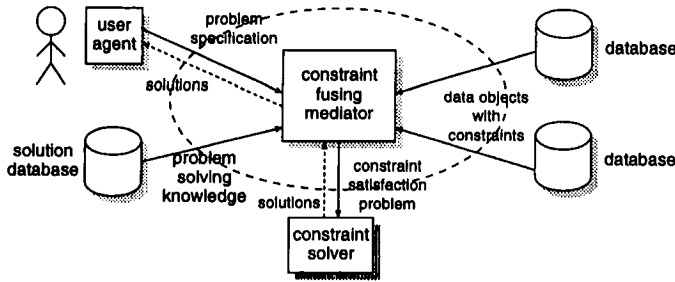 user
agent
problem
specification
solutions
constraint
fusing
mediator
database
data objects
with
constraints
database
solution
database
problem
solving
knowledge
constraint
satisfaction
problem
solutions
constraint
solver